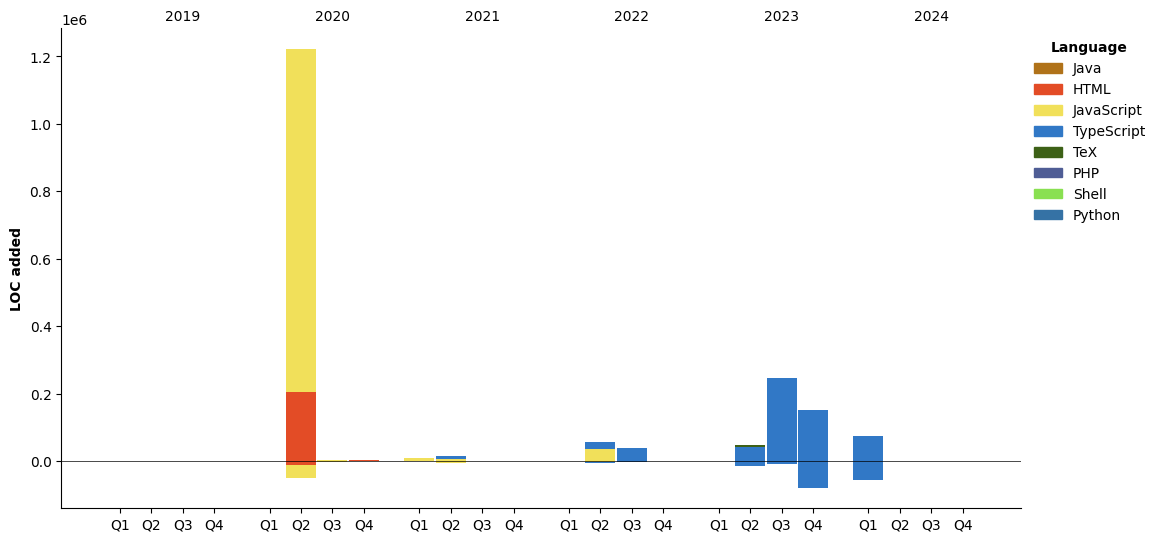 1e6
2019 2020 2021 2022 2023 2024
Language
Java
HTML
JavaScript
TypeScript
TeX
PHP
Shell
Python
LOC added
1.2
1.0
0.8
0.6
0.4
0.2
0.0
Q1 Q2 Q3 Q4 Q1 Q2 Q3 Q4 Q1 Q2 Q3 Q4 Q1 Q2 Q3 Q4 Q1 Q2 Q3 Q4 Q1 Q2 Q3 Q4